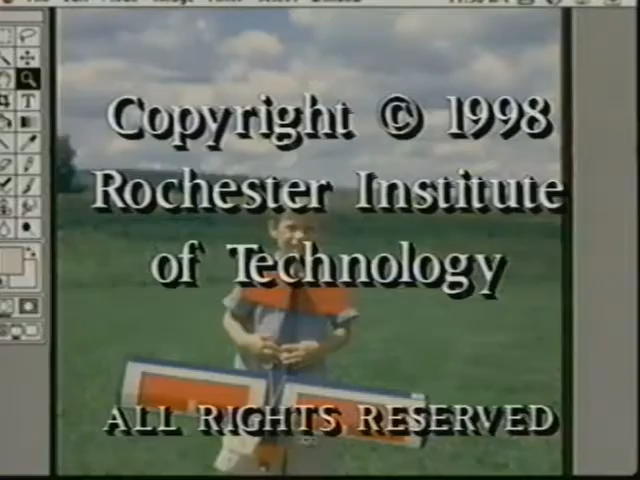 Copyright © 1998
Rochester Institute
of Technology
ALL RIGHTS RESERVED